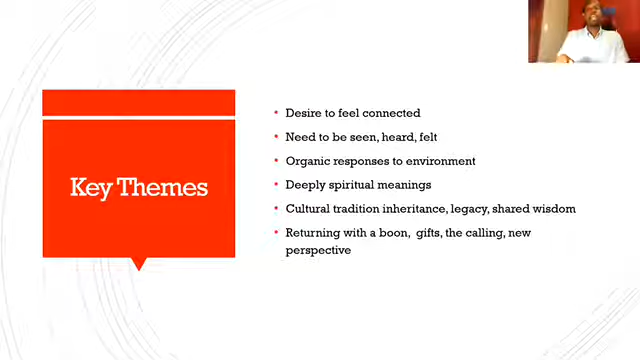 Key Themes
Desire to feel connected
Need to be seen, heard, felt
Organic responses to environment
Deeply spiritual meanings
Cultural tradition inheritance, legacy, shared wisdom
Returning with a boon, gifts, the calling, new
perspective